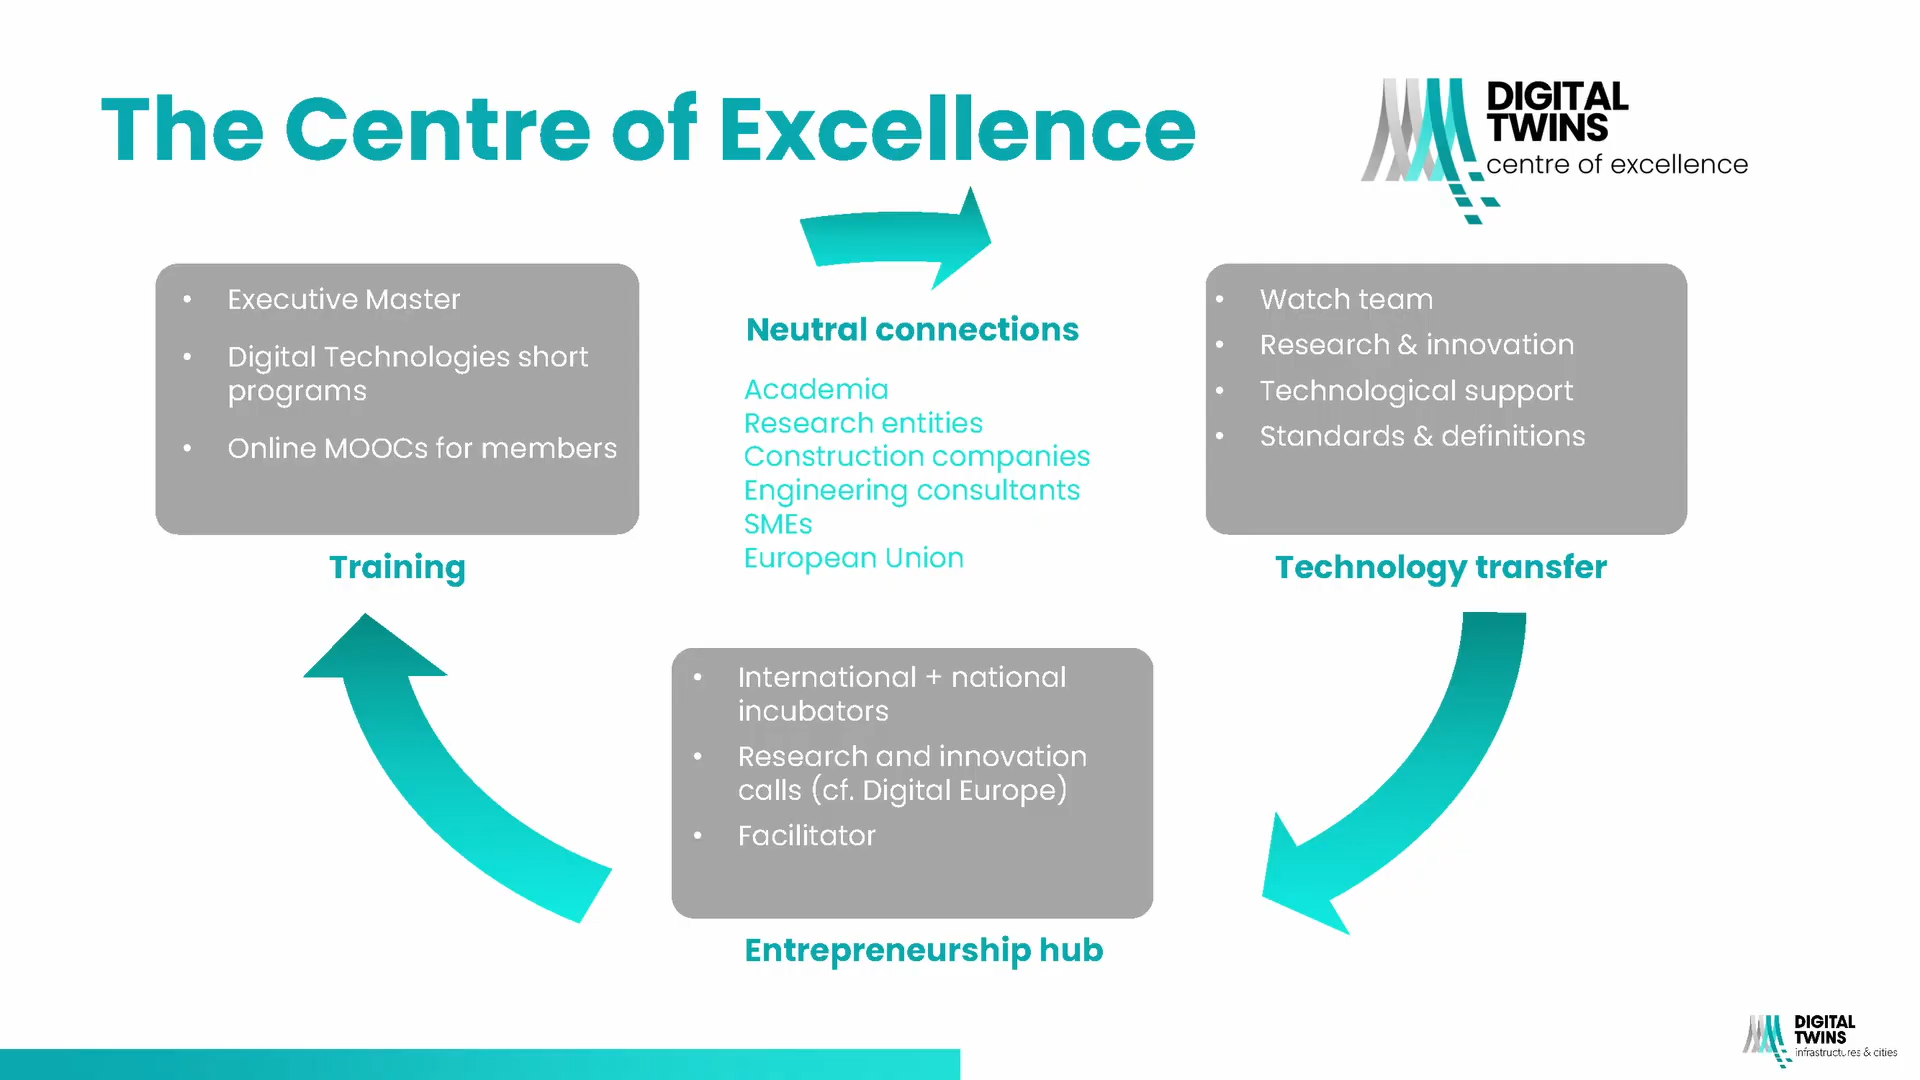 The Centre of Excellence
DIGITAL
TWINS
centre of excellence
• Executive Master
• Digital Technologies short
programs
• Online MOOCs for members
Training
Neutral connections
Academia
Research entities
Construction companies
Engineering consultants
SMEs
European Union
• Watch team
• Research & innovation
• Technological support
• Standards & definitions
Technology transfer
• International + national
incubators
• Research and innovation
calls (cf. Digital Europe)
• Facilitator
Entrepreneurship hub
DIGITAL
TWINS
infrastructures & cities